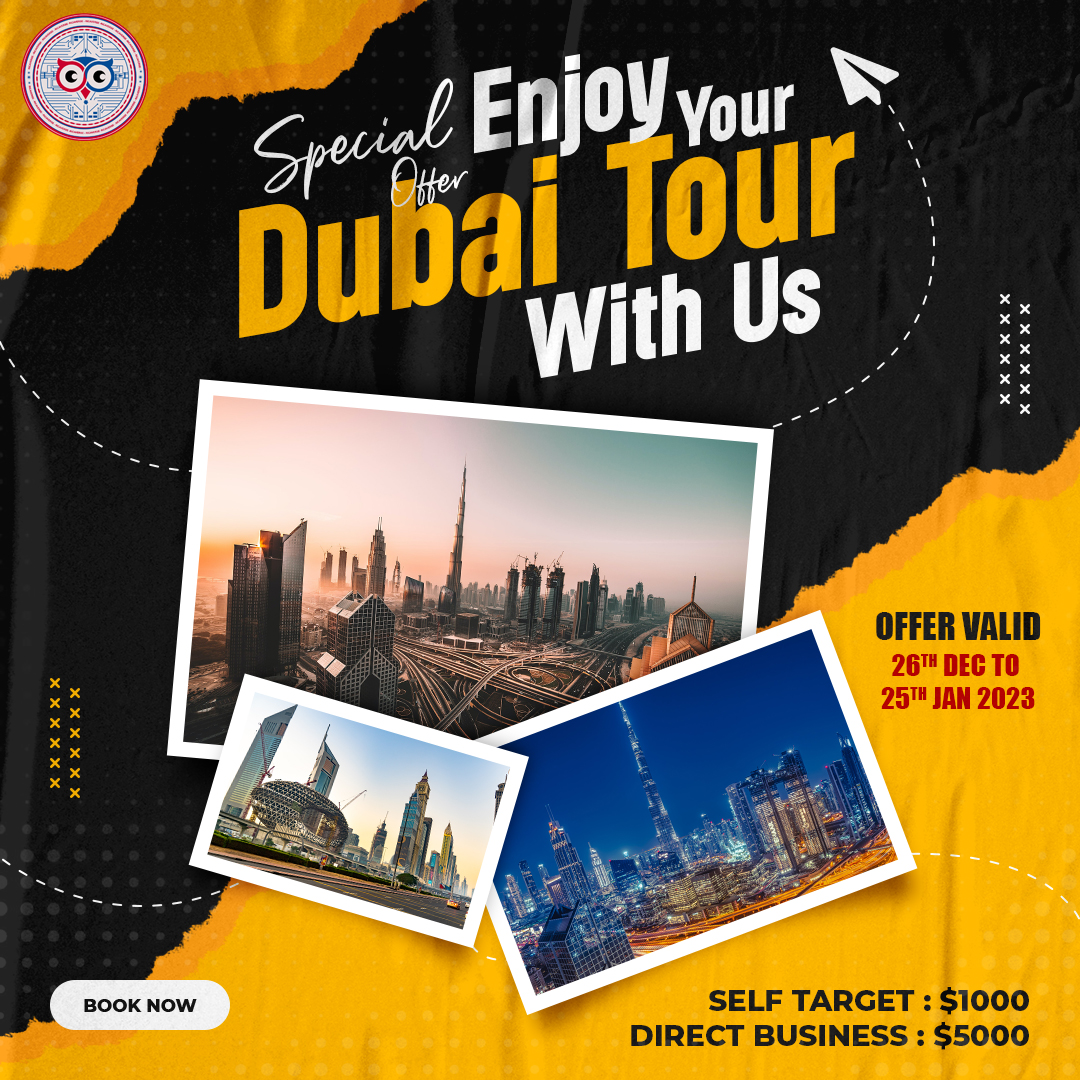 Special
Offer
Enjoy Your
Dubai Tour
With Us
OFFER VALID
26TH DEC TO
25TH JAN 2023
BOOK NOW
SELF TARGET : $1000
DIRECT BUSINESS : $5000